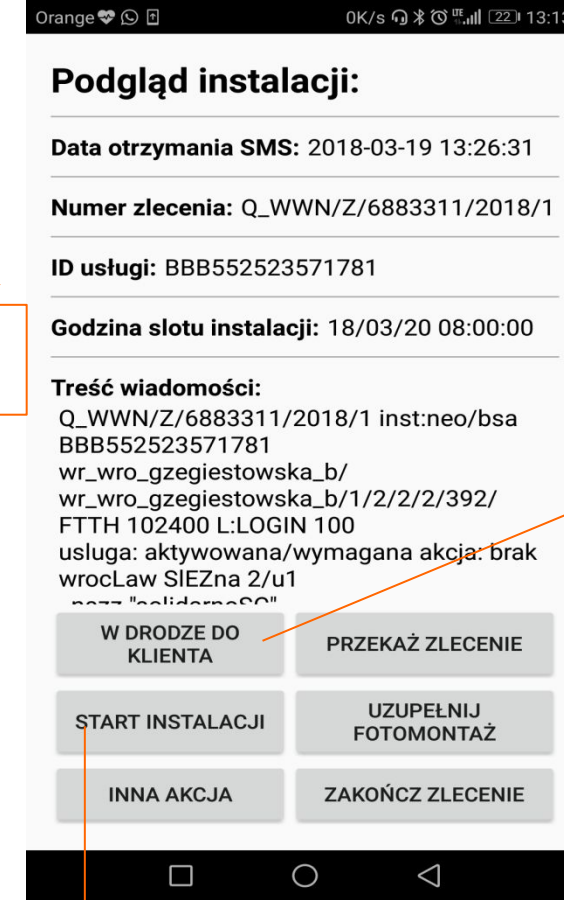 Orange 0K/s LTE 22 13:13
Podgląd instalacji:
Data otrzymania SMS: 2018-03-19 13:26:31
Numer zlecenia: Q_WWN/Z/6883311/2018/1
ID usługi: BBB552523571781
Godzina slotu instalacji: 18/03/20 08:00:00
Treść wiadomości:
Q_WWN/Z/6883311/2018/1 inst:neo/bsa
BBB552523571781
wr_wro_gzegiestowska_b/
wr_wro_gzegiestowska_b/1/2/2/2/392/
FTTH 102400 L:LOGIN 100
usluga: aktywowana/wymagana akcja: brak
wrocLaw SlEZna 2/u1
W DRODZE DO
KLIENTA
PRZEKAŻ ZLECENIE
START INSTALACJI
UZUPEŁNIJ
FOTOMONTAŻ
INNA AKCJA
ZAKOŃCZ ZLECENIE